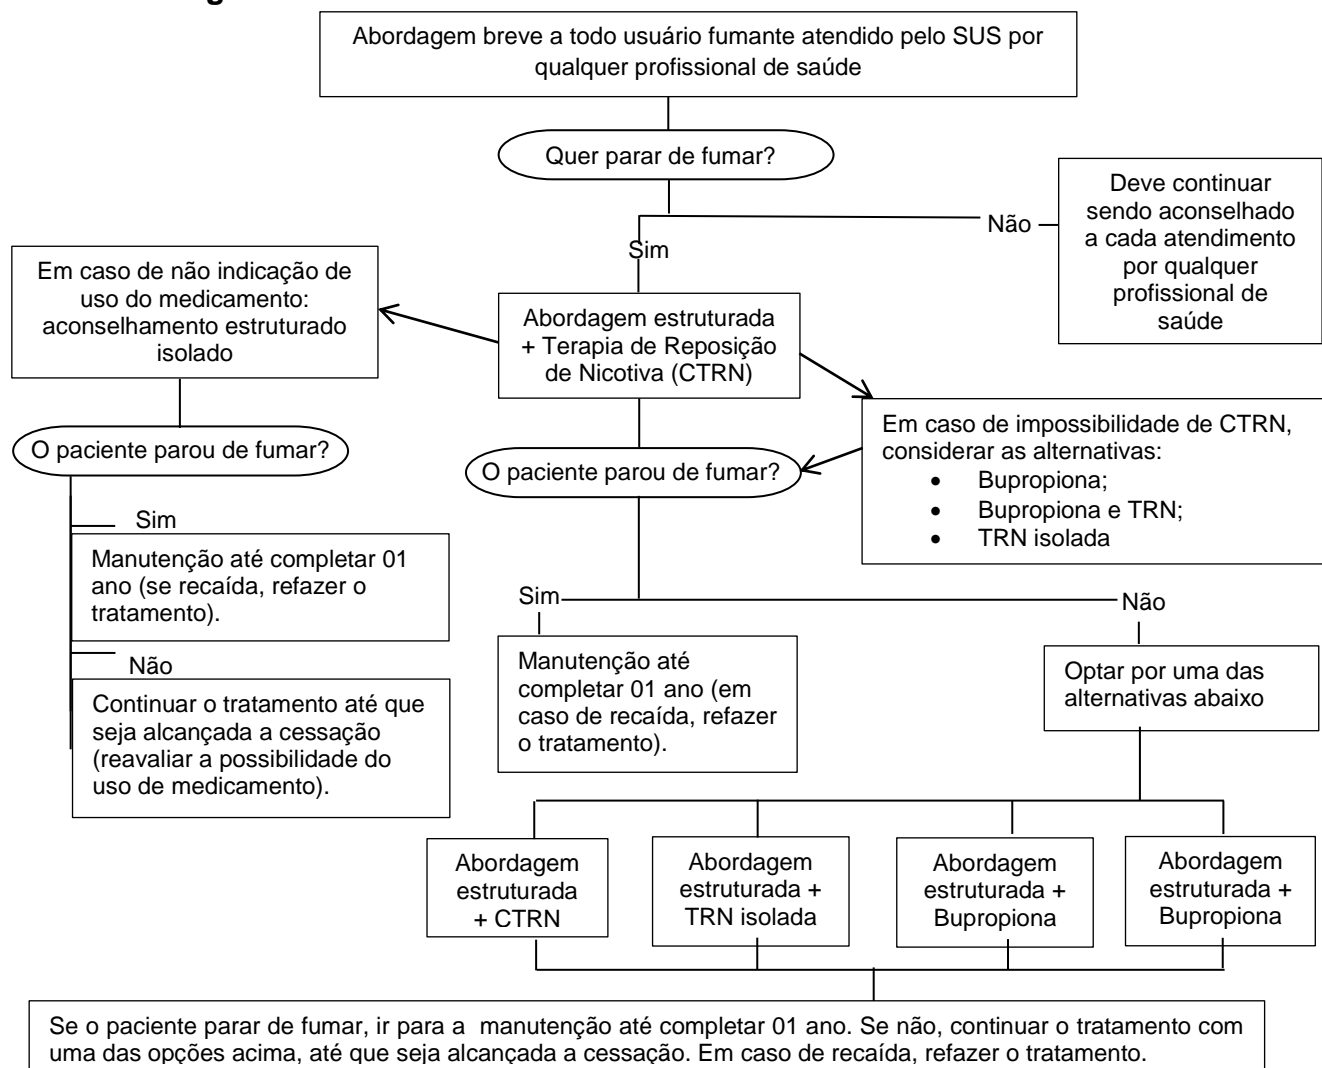 Abordagem breve a todo usuário fumante atendido pelo SUS por
qualquer profissional de saúde
Quer parar de fumar?
Não
Deve continuar
sendo aconselhado
a cada atendimento
por qualquer
profissional de
saúde
Sim
Em caso de não indicação de
uso do medicamento:
aconselhamento estruturado
isolado
Abordagem estruturada
+ Terapia de Reposição
de Nicotiva (CTRN)
Em caso de impossibilidade de CTRN,
considerar as alternativas:
• Bupropiona;
• Bupropiona e TRN;
• TRN isolada
O paciente parou de fumar?
Sim
Manutenção até completar 01
ano (se recaída, refazer o
tratamento).
Não
Continuar o tratamento até que
seja alcançada a cessação
(reavaliar a possibilidade do
uso de medicamento).
O paciente parou de fumar?
Sim
Manutenção até
completar 01 ano (em
caso de recaída, refazer
o tratamento).
Não
Optar por uma das
alternativas abaixo
Abordagem
estruturada
+ CTRN
Abordagem
estruturada +
TRN isolada
Abordagem
estruturada +
Bupropiona
Abordagem
estruturada +
Bupropiona
Se o paciente parar de fumar, ir para a manutenção até completar 01 ano. Se não, continuar o tratamento com
uma das opções acima, até que seja alcançada a cessação. Em caso de recaída, refazer o tratamento.